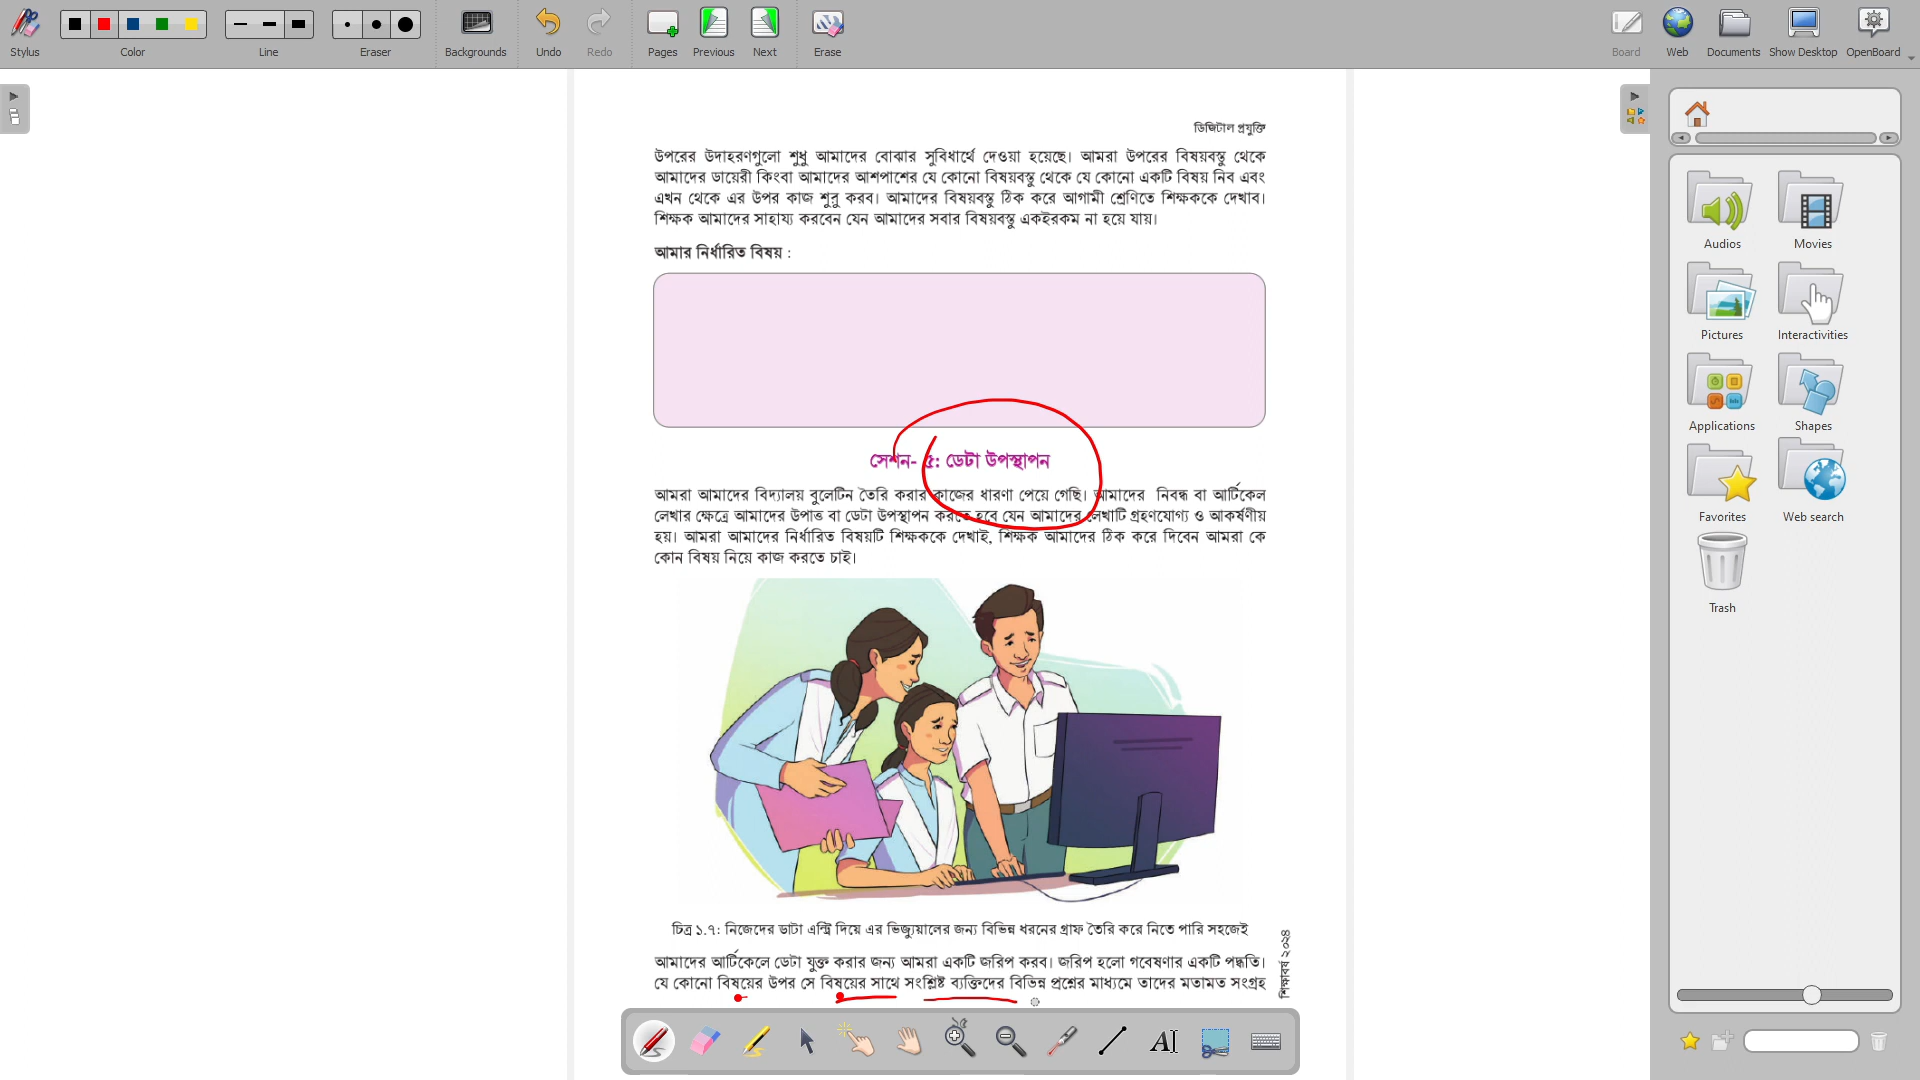 Stylus
Color
Line
Eraser
Backgrounds
Undo
Redo
Pages
Previous
Next
Erase
Board
Web
Documents
Show Desktop
OpenBoard
ডিজিটাল প্রযুক্তি
উপরের উদাহরণগুলো শুধু আমাদের বোঝার সুবিধার্থে দেওয়া হয়েছে। আমরা উপরের বিষয়বস্তু থেকে
আমাদের ডায়েরী কিংবা আমাদের আশপাশের যে কোনো বিষয়বস্তু থেকে যে কোনো একটি বিষয় নিব এবং
এখন থেকে এর উপর কাজ শুরু করব। আমাদের বিষয়বস্তু ঠিক করে আগামী শ্রেণিতে শিক্ষককে দেখাব।
শিক্ষক আমাদের সাহায্য করবেন যেন আমাদের সবার বিষয়বস্তু একইরকম না হয়ে যায়।
আমার নির্ধারিত বিষয় :
সেশন- ৫: ডেটা উপস্থাপন
আমরা আমাদের বিদ্যালয় বুলেটিন তৈরি করার কাজের ধারণা পেয়ে গেছি। আমাদের নিবন্ধ বা আর্টিকেল
লেখার ক্ষেত্রে আমাদের উপাত্ত বা ডেটা উপস্থাপন করতে হবে যেন আমাদের লেখাটি গ্রহণযোগ্য ও আকর্ষণীয়
হয়। আমরা আমাদের নির্ধারিত বিষয়টি শিক্ষককে দেখাই, শিক্ষক আমাদের ঠিক করে দিবেন আমরা কে
কোন বিষয় নিয়ে কাজ করতে চাই।
চিত্র ১.৭: নিজেদের ডাটা এন্ট্রি দিয়ে এর ভিজ্যুয়ালের জন্য বিভিন্ন ধরনের গ্রাফ তৈরি করে নিতে পারি সহজেই
আমাদের আর্টিকেলে ডেটা যুক্ত করার জন্য আমরা একটি জরিপ করব। জরিপ হলো গবেষণার একটি পদ্ধতি।
যে কোনো বিষয়ের উপর সে বিষয়ের সাথে সংশ্লিষ্ট ব্যক্তিদের বিভিন্ন প্রশ্নের মাধ্যমে তাদের মতামত সংগ্রহ
শিক্ষাবর্ষ ২০২৪
Audios
Movies
Pictures
Interactivities
Applications
Shapes
Favorites
Web search
Trash